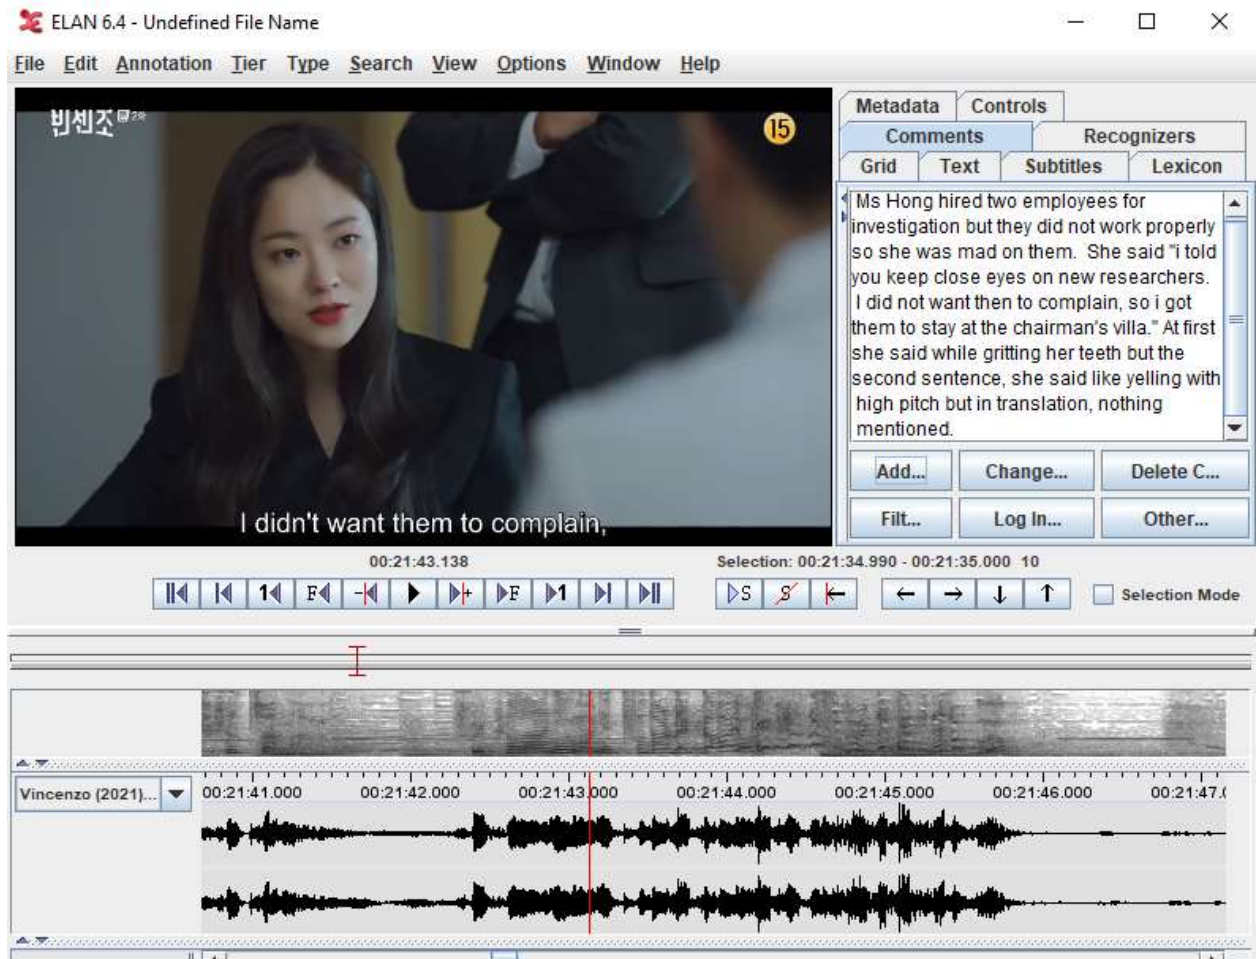 ELAN 6.4 - Undefined File Name
File Edit Annotation Tier Type Search View Options Window Help
빈센조
15
I didn't want them to complain,
Metadata Controls
Comments Recognizers
Grid Text Subtitles Lexicon
Ms Hong hired two employees for
investigation but they did not work properly
so she was mad on them. She said "i told
you keep close eyes on new researchers.
I did not want then to complain, so i got
them to stay at the chairman's villa." At first
she said while gritting her teeth but the
second sentence, she said like yelling with
high pitch but in translation, nothing
mentioned.
Add... Change... Delete C...
Filt... Log In... Other...
00:21:43.138
Selection: 00:21:34.990 - 00:21:35.000 10
1 F - + F 1
S S
Selection Mode
Vincenzo (2021)...
00:21:41.000 00:21:42.000 00:21:43.000 00:21:44.000 00:21:45.000 00:21:46.000 00:21:47.(